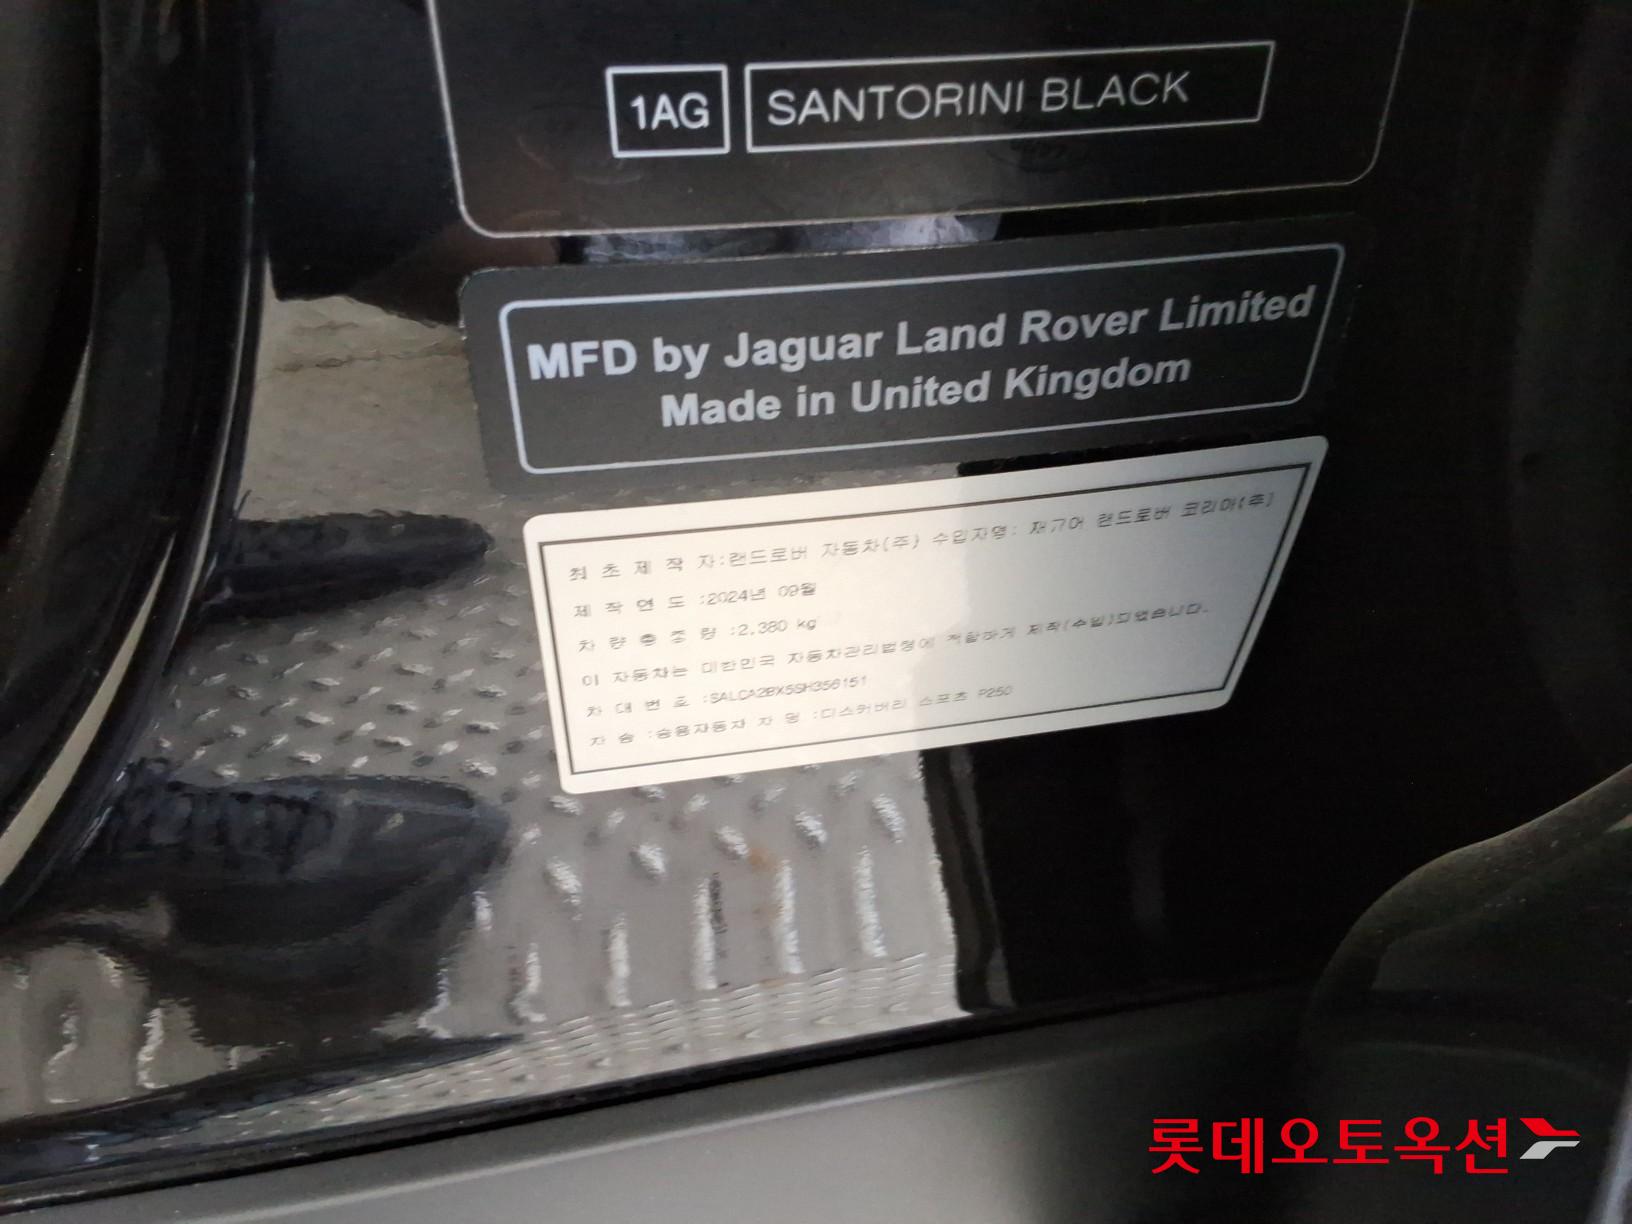 1AG SANTORINI BLACK
MFD by Jaguar Land Rover Limited
Made in United Kingdom
최 초 제 작 자:랜드로버 자동차(주) 수입자명: 재규어 랜드로버 코리아(주)
제 작 연 도 :2024년 09월
차 량 총 중 량 :2,380 kg
이 자동차는 대한민국 자동차관리법령에 적합하게 제작(수입)되었습니다.
차 대 번 호 :SALCA2BX5SH356151
차 종 :승용자동차 차 명 :디스커버리 스포츠 P250
롯데오토옥션